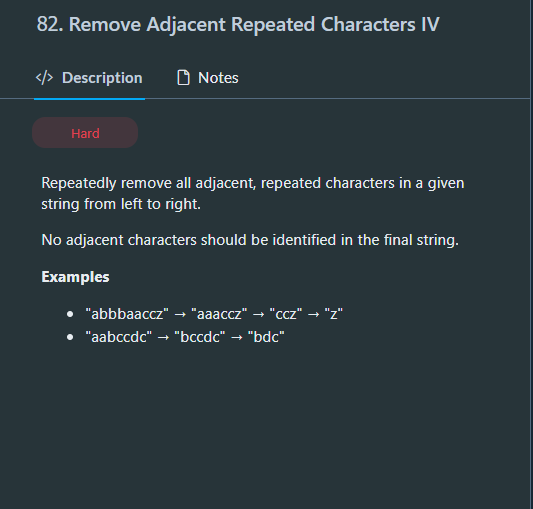 82. Remove Adjacent Repeated Characters IV
</> Description Notes
Hard
Repeatedly remove all adjacent, repeated characters in a given
string from left to right.
No adjacent characters should be identified in the final string.
Examples
• "abbbaaccz" → "aaaccz" → "ccz" → "z"
• "aabccdc" → "bccdc" → "bdc"